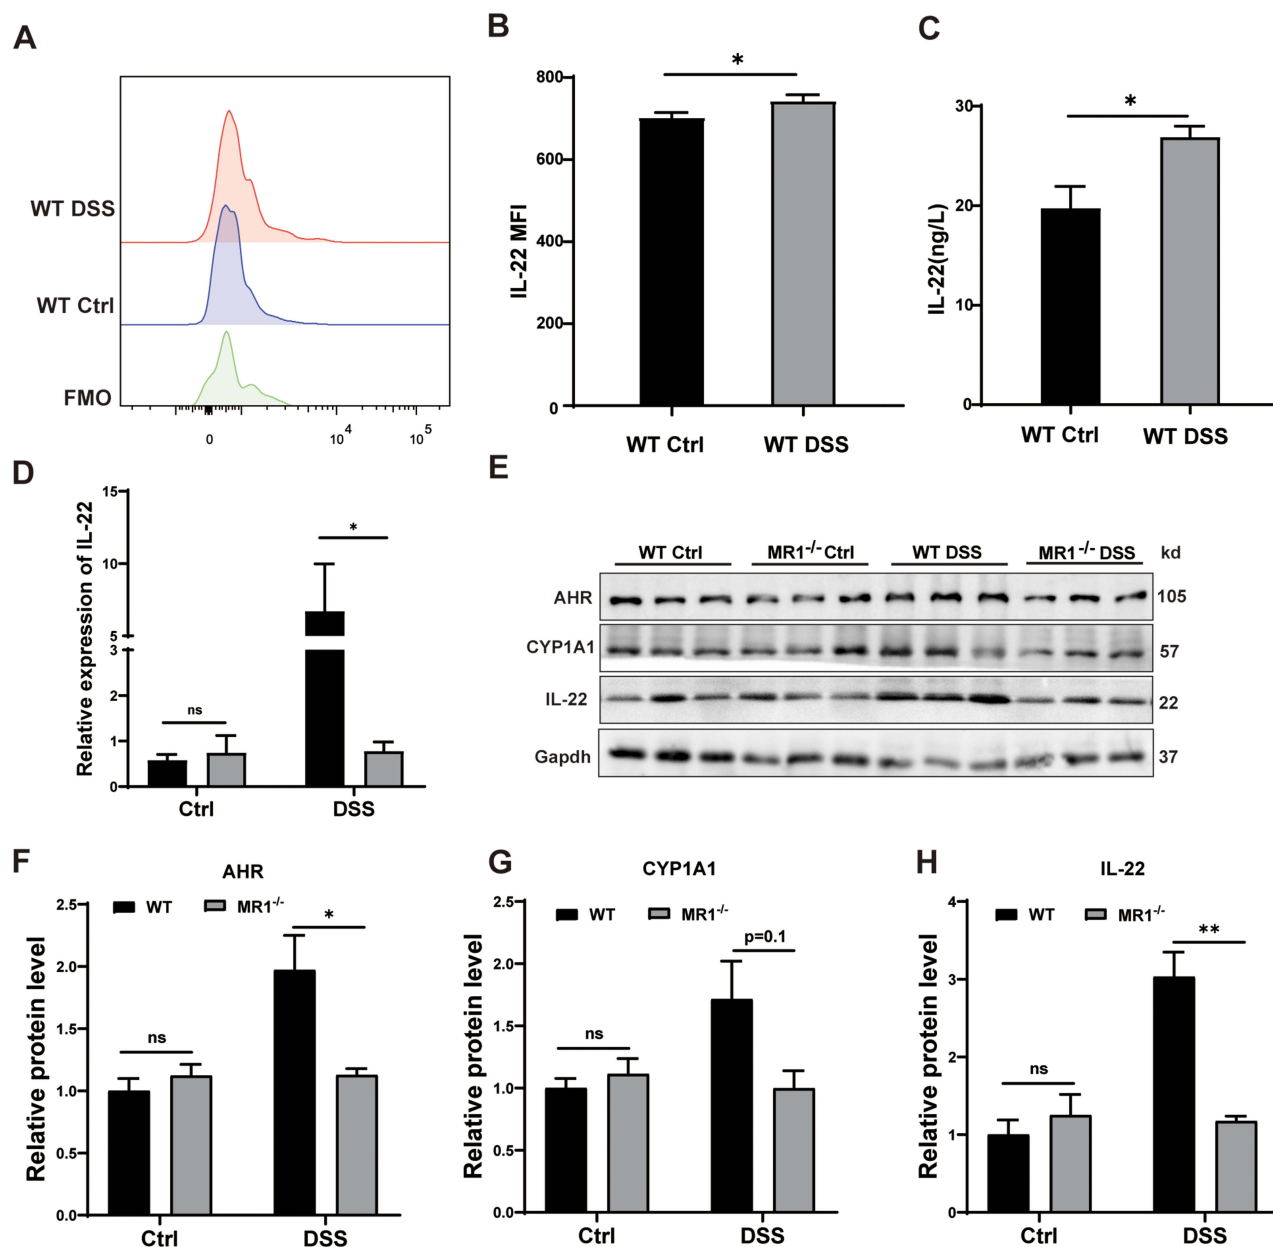 A
WT DSS
WT Ctrl
FMO
0
10^4
10^5
B
*
800
600
400
200
0
IL-22 MFI
WT Ctrl
WT DSS
C
*
30
20
10
0
IL-22(ng/L)
WT Ctrl
WT DSS
D
15
10
5
3
2
1
0
Relative expression of IL-22
ns
*
Ctrl
DSS
E
WT Ctrl
MR1^-/- Ctrl
WT DSS
MR1^-/- DSS
kd
AHR
105
CYP1A1
57
IL-22
22
Gapdh
37
F
AHR
WT
MR1^-/-
2.5
2.0
1.5
1.0
0.5
0.0
Relative protein level
ns
*
Ctrl
DSS
G
CYP1A1
WT
MR1^-/-
2.5
2.0
1.5
1.0
0.5
0.0
Relative protein level
ns
p=0.1
Ctrl
DSS
H
IL-22
WT
MR1^-/-
4
3
2
1
0
Relative protein level
ns
**
Ctrl
DSS